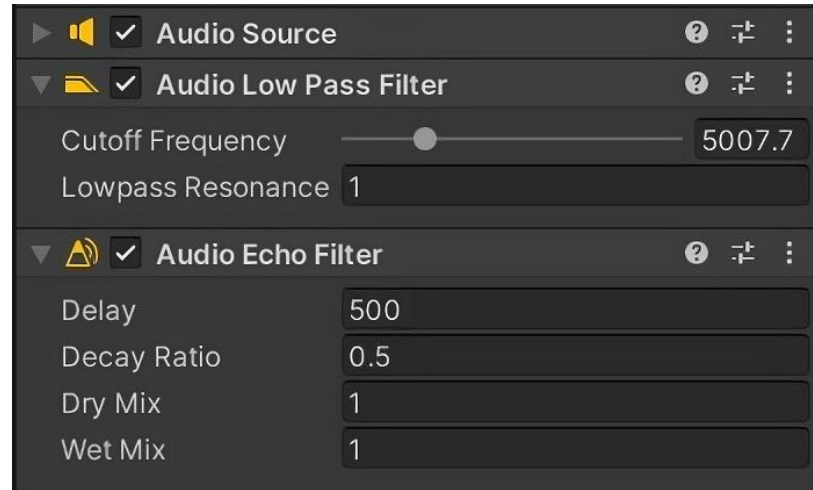 Audio Source
Audio Low Pass Filter
Cutoff Frequency 5007.7
Lowpass Resonance 1
Audio Echo Filter
Delay 500
Decay Ratio 0.5
Dry Mix 1
Wet Mix 1